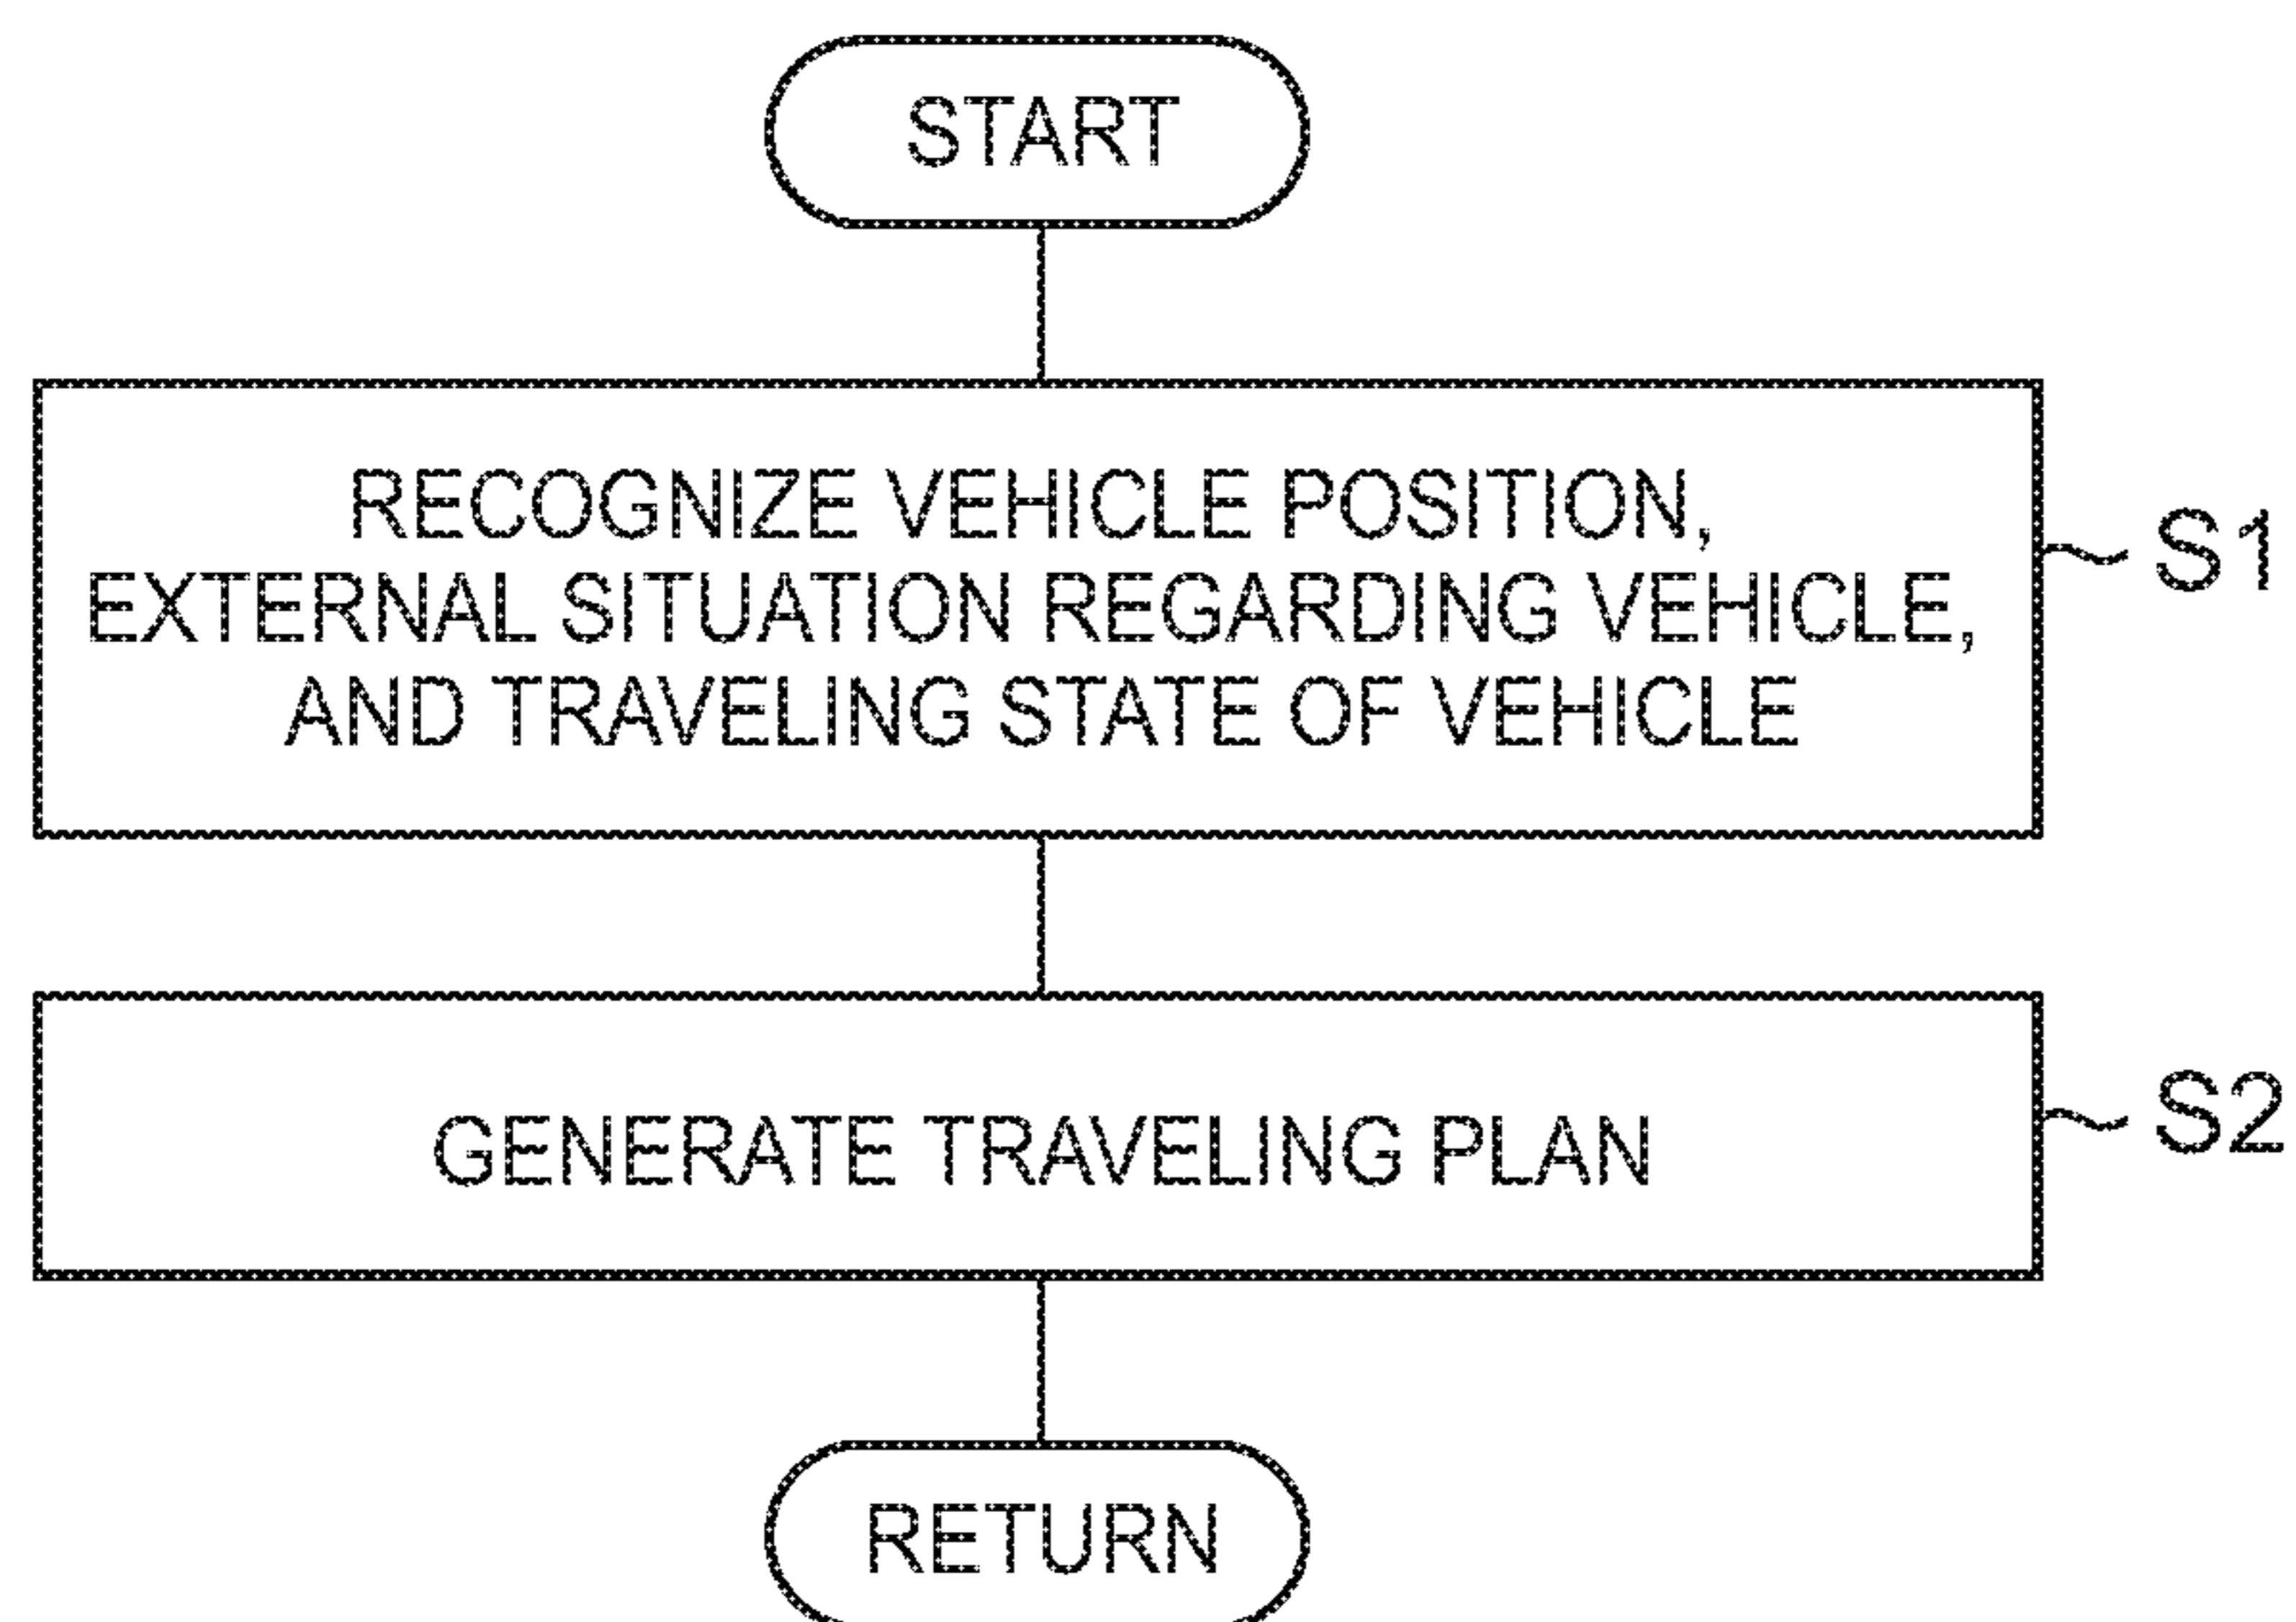 START
RECOGNIZE VEHICLE POSITION,
EXTERNAL SITUATION REGARDING VEHICLE,
AND TRAVELING STATE OF VEHICLE
S1
GENERATE TRAVELING PLAN
S2
RETURN